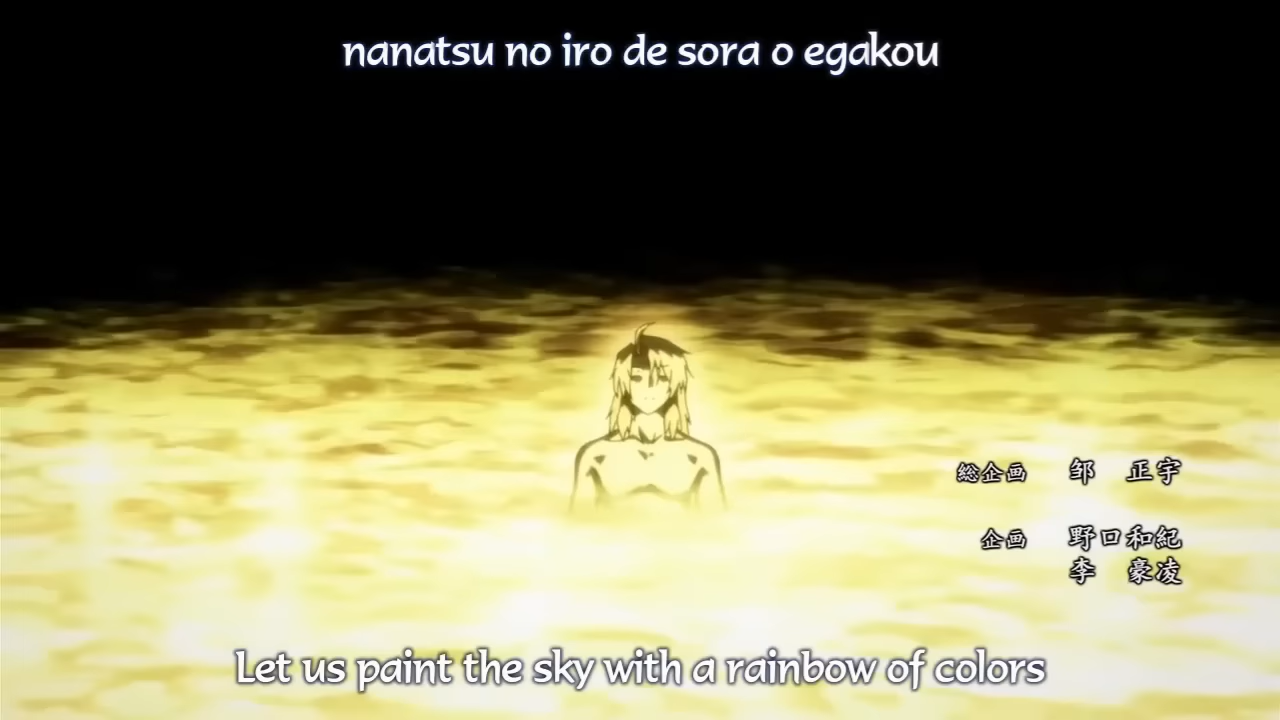 nanatsu no iro de sora o egakou
総企画 邹 正宇
企画 野口和紀
李 豪凌
Let us paint the sky with a rainbow of colors